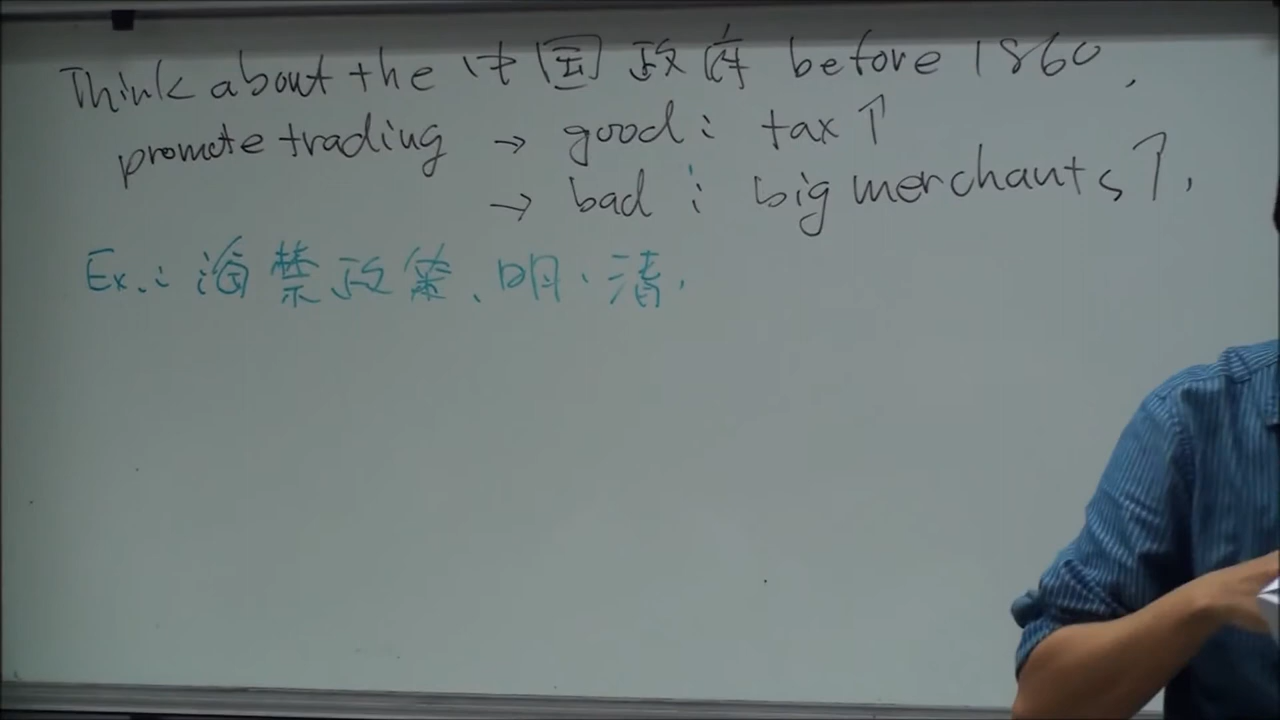 Think about the 中国政府 before 1860,
promote trading → good: tax↑
→ bad: big merchants↑,
Ex.: 海禁政策、明、清,